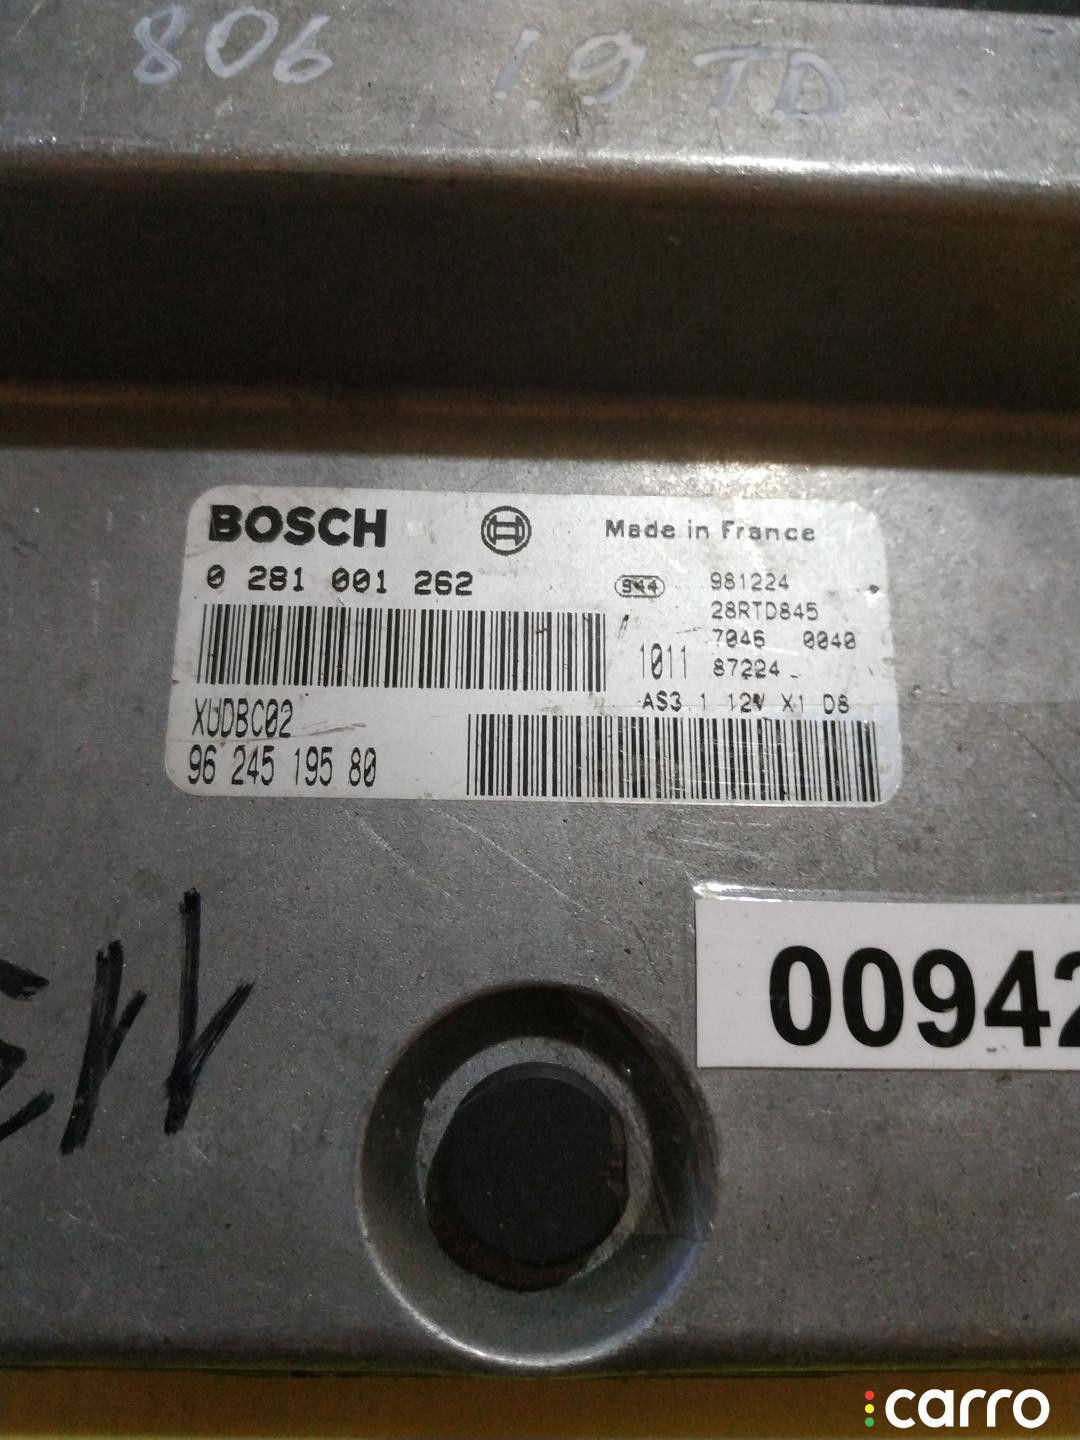 806 1.9 TD
BOSCH Made in France
0 281 001 262
944 981224
28RTD845
7046 0040
1011 87224
AS3.1 12V X1 D8
XUDBC02
96 245 195 80
00942
carro